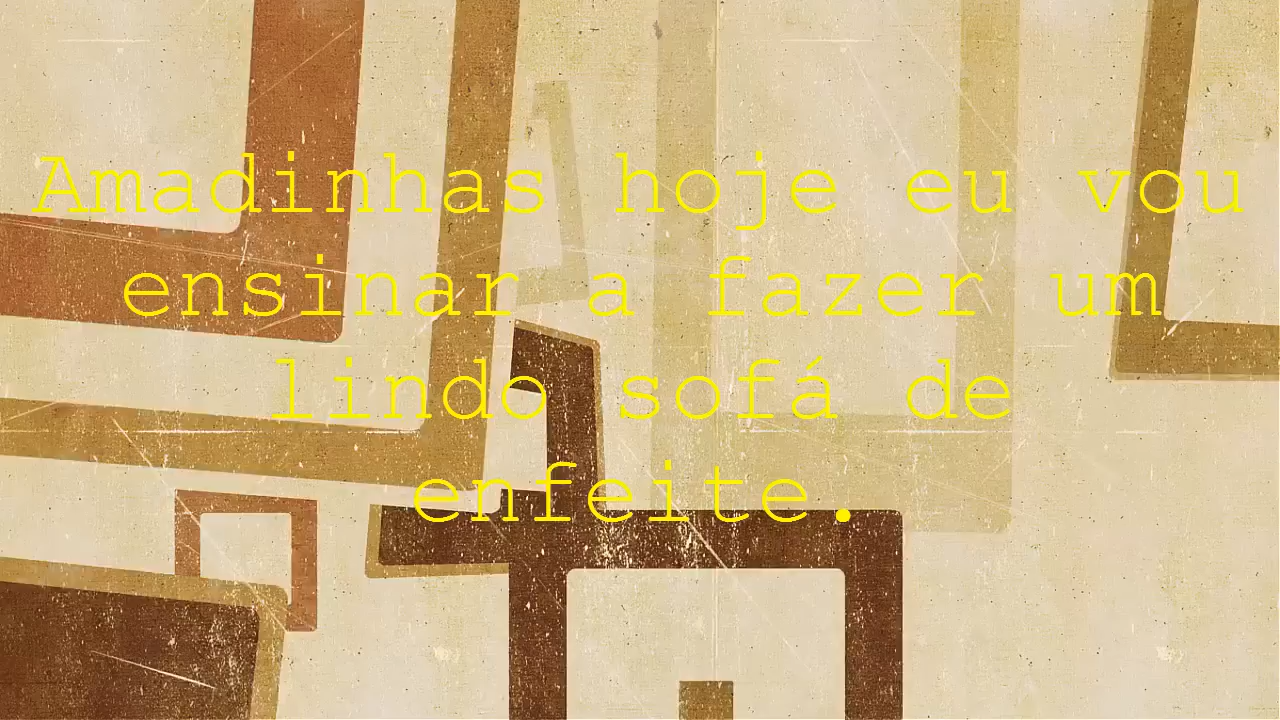 Amadinhas hoje eu vou
ensinar a fazer um
lindo sofá de
enfeite.